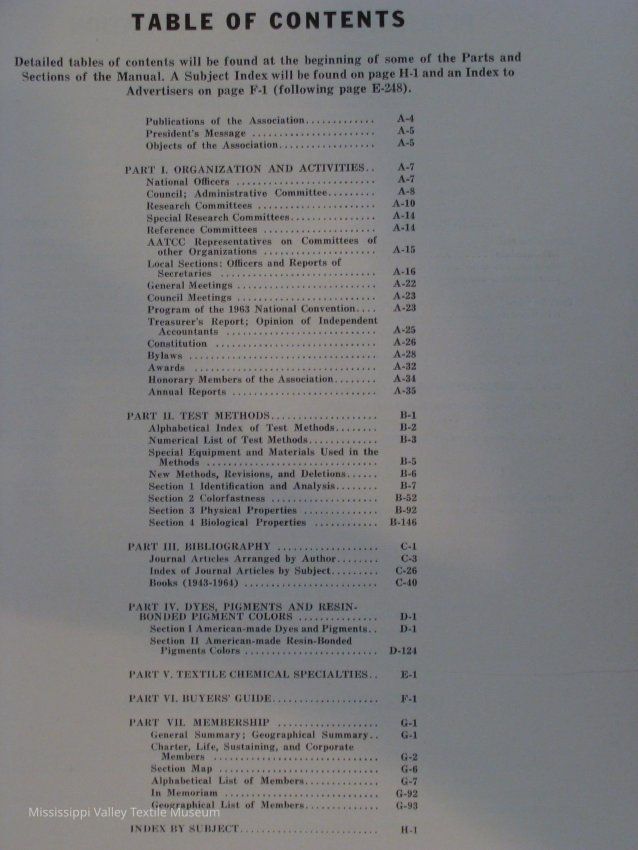 TABLE OF CONTENTS
Detailed tables of contents will be found at the beginning of some of the Parts and
Sections of the Manual. A Subject Index will be found on page H-1 and an Index to
Advertisers on page F-1 (following page E-248).
Publications of the Association............. A-4
President's Message ....................... A-5
Objects of the Association.................. A-5
PART I. ORGANIZATION AND ACTIVITIES.. A-7
National Officers .......................... A-7
Council; Administrative Committee......... A-8
Research Committees ...................... A-10
Special Research Committees................ A-14
Reference Committees ..................... A-14
AATCC Representatives on Committees of
other Organizations ..................... A-15
Local Sections: Officers and Reports of
Secretaries ............................. A-16
General Meetings .......................... A-22
Council Meetings .......................... A-23
Program of the 1963 National Convention.... A-23
Treasurer's Report; Opinion of Independent
Accountants ............................ A-25
Constitution .............................. A-26
Bylaws ................................... A-28
Awards .................................. A-32
Honorary Members of the Association........ A-34
Annual Reports ........................... A-35
PART II. TEST METHODS.................... B-1
Alphabetical Index of Test Methods........ B-2
Numerical List of Test Methods............. B-3
Special Equipment and Materials Used in the
Methods ................................ B-5
New Methods, Revisions, and Deletions...... B-6
Section 1 Identification and Analysis........ B-7
Section 2 Colorfastness .................... B-52
Section 3 Physical Properties .............. B-92
Section 4 Biological Properties ............ B-146
PART III. BIBLIOGRAPHY ................... C-1
Journal Articles Arranged by Author........ C-3
Index of Journal Articles by Subject......... C-26
Books (1943-1964) ......................... C-40
PART IV. DYES, PIGMENTS AND RESIN-
BONDED PIGMENT COLORS ............... D-1
Section I American-made Dyes and Pigments.. D-1
Section II American-made Resin-Bonded
Pigments Colors ......................... D-124
PART V. TEXTILE CHEMICAL SPECIALTIES.. E-1
PART VI. BUYERS' GUIDE.................... F-1
PART VII. MEMBERSHIP ................... G-1
General Summary; Geographical Summary.. G-1
Charter, Life, Sustaining, and Corporate
Members ............................... G-2
Section Map .............................. G-6
Alphabetical List of Members.............. G-7
In Memoriam ............................. G-92
Geographical List of Members.............. G-93
INDEX BY SUBJECT.......................... H-1
Mississippi Valley Textile Museum